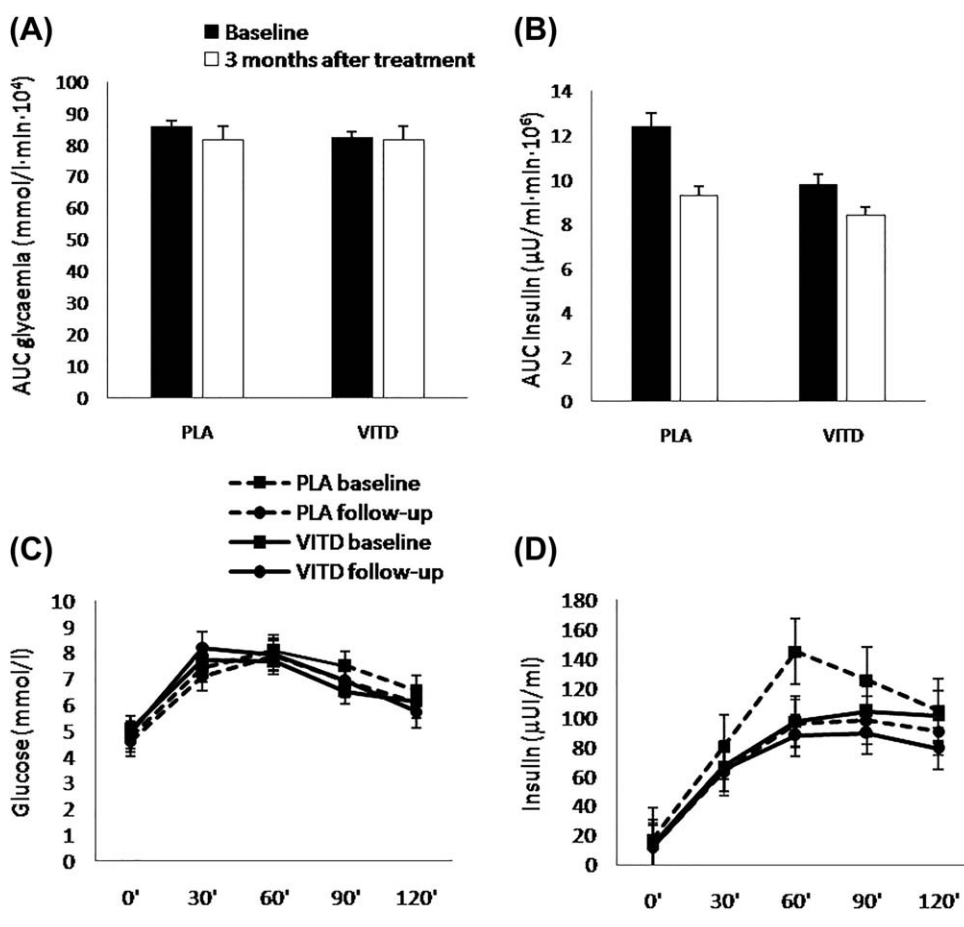 (A)
Baseline
3 months after treatment
AUC glycaemia (mmol/l·min·10⁴)
100
90
80
70
60
50
40
30
20
10
0
PLA VITD
(B)
AUC Insulin (µU/ml·min·10⁶)
14
12
10
8
6
4
2
0
PLA VITD
PLA baseline
PLA follow-up
VITD baseline
VITD follow-up
(C)
Glucose (mmol/l)
10
9
8
7
6
5
4
3
2
1
0
0' 30' 60' 90' 120'
(D)
Insulin (µUI/ml)
180
160
140
120
100
80
60
40
20
0
0' 30' 60' 90' 120'